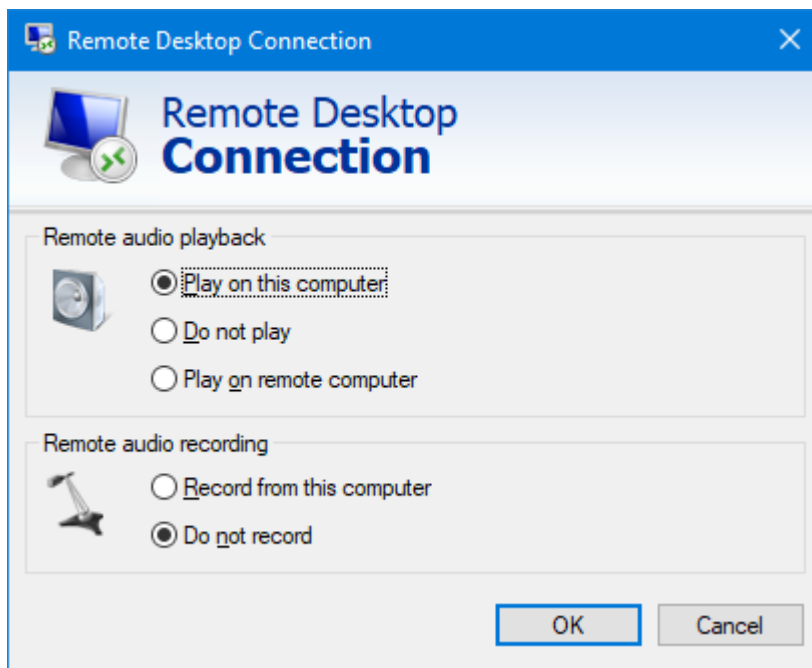 Remote Desktop Connection
Remote Desktop
Connection
Remote audio playback
Play on this computer
Do not play
Play on remote computer
Remote audio recording
Record from this computer
Do not record
OK Cancel